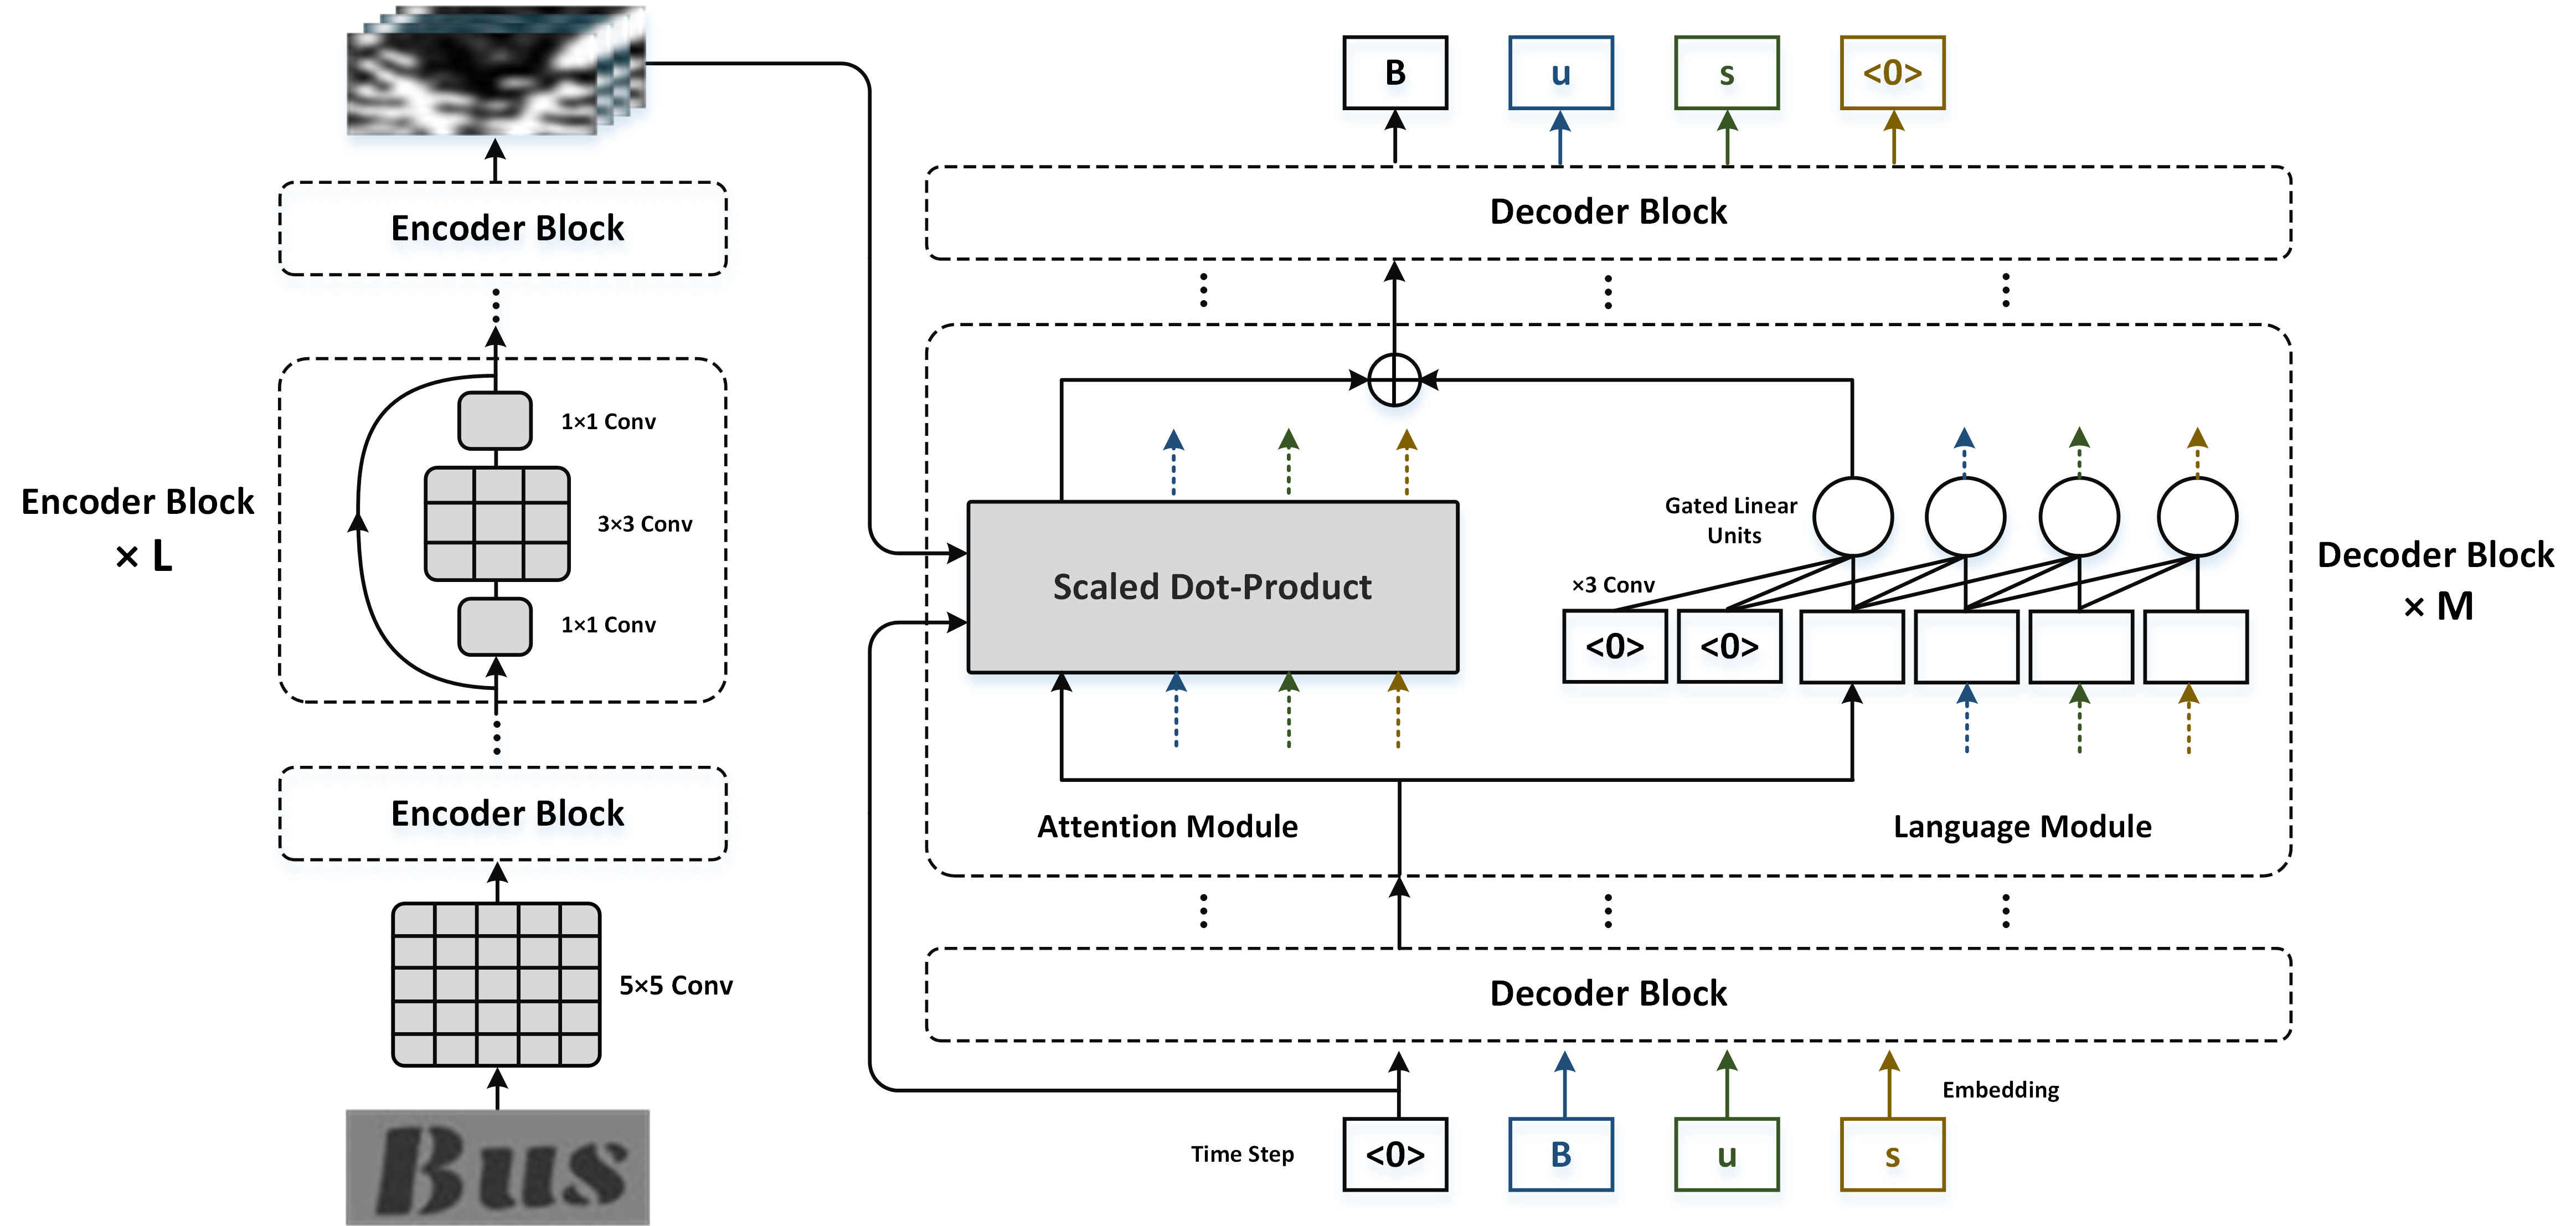 B u s <0>
Encoder Block
Decoder Block
1×1 Conv
3×3 Conv
1×1 Conv
Encoder Block
× L
Gated Linear
Units
Scaled Dot-Product
×3 Conv
<0> <0>
Decoder Block
× M
Attention Module
Language Module
Encoder Block
5×5 Conv
Decoder Block
Embedding
Time Step
<0> B u s
Bus